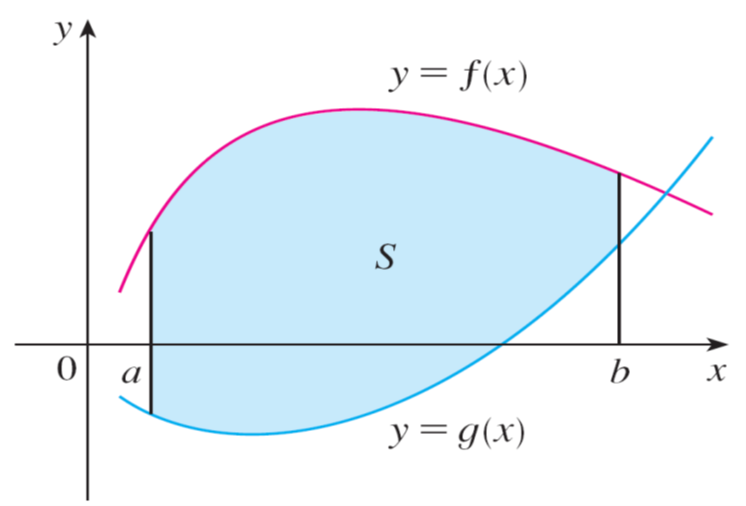 y
y = f(x)
S
0
a
b
x
y = g(x)